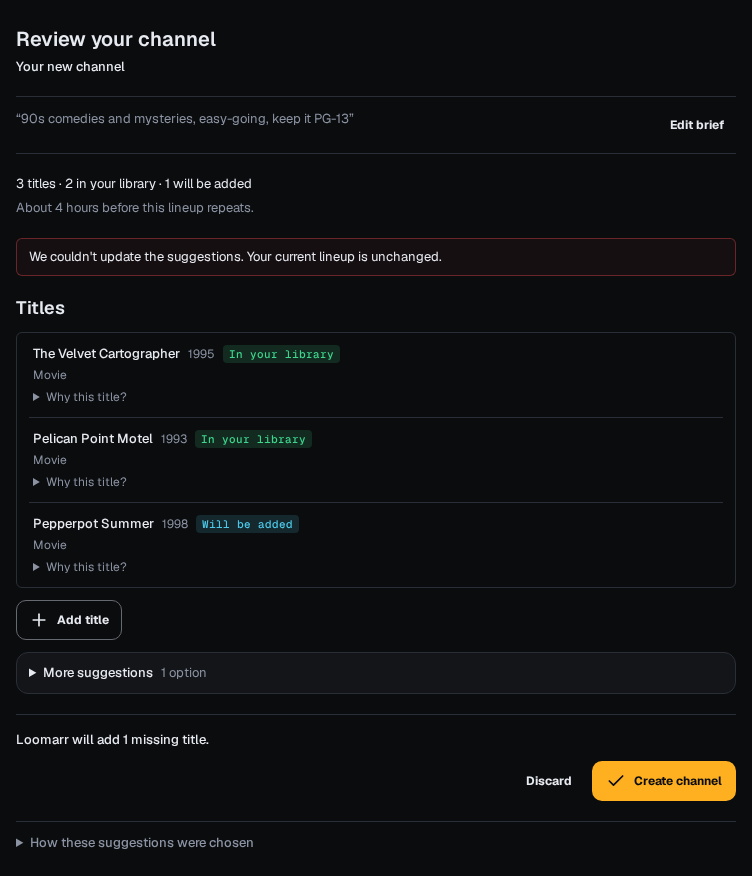 Review your channel
Your new channel
“90s comedies and mysteries, easy-going, keep it PG-13”
Edit brief
3 titles · 2 in your library · 1 will be added
About 4 hours before this lineup repeats.
We couldn't update the suggestions. Your current lineup is unchanged.
Titles
The Velvet Cartographer 1995 In your library
Movie
Why this title?
Pelican Point Motel 1993 In your library
Movie
Why this title?
Pepperpot Summer 1998 Will be added
Movie
Why this title?
Add title
More suggestions 1 option
Loomarr will add 1 missing title.
Discard
Create channel
How these suggestions were chosen